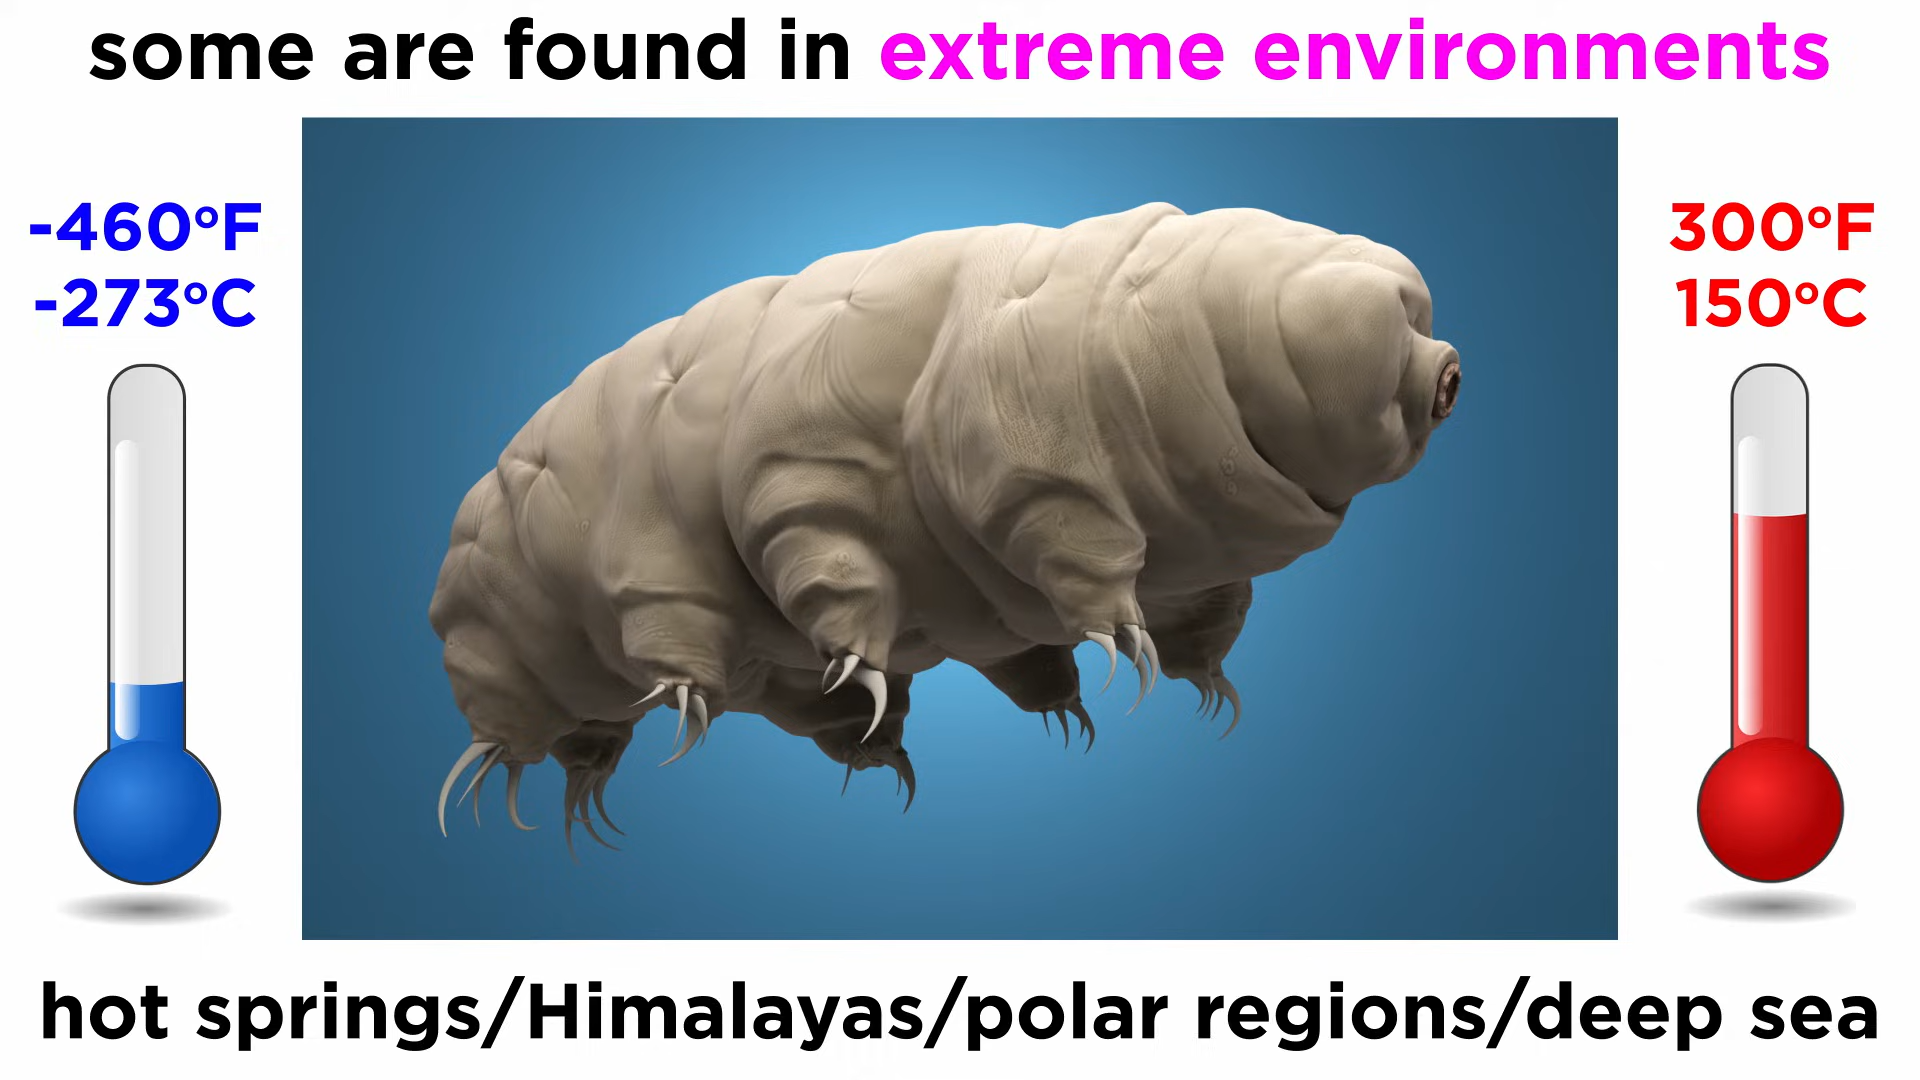 some are found in extreme environments
-460°F
-273°C
300°F
150°C
hot springs/Himalayas/polar regions/deep sea